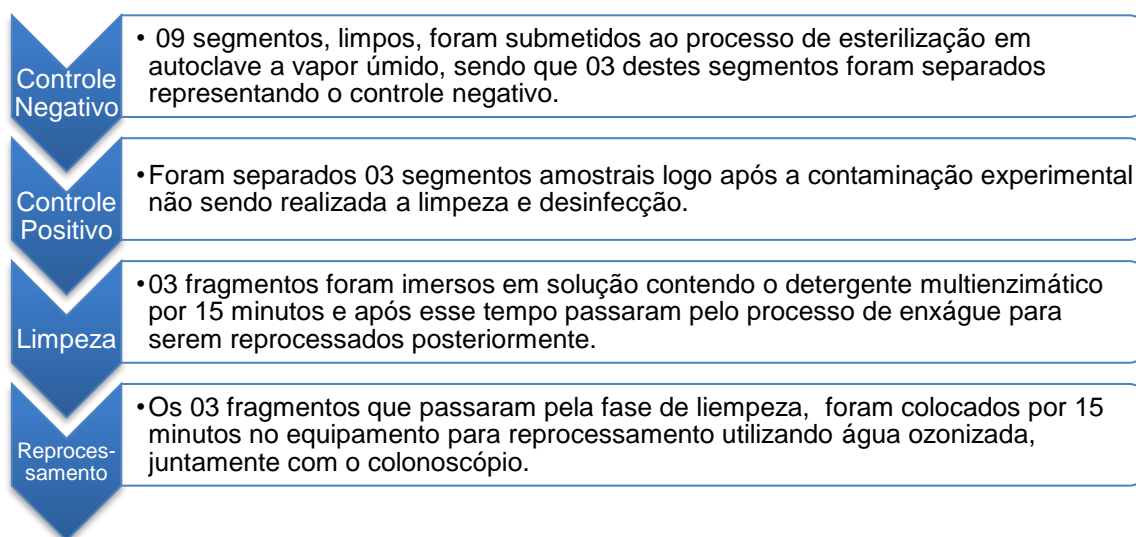 Controle
Negativo
• 09 segmentos, limpos, foram submetidos ao processo de esterilização em
autoclave a vapor úmido, sendo que 03 destes segmentos foram separados
representando o controle negativo.
Controle
Positivo
•Foram separados 03 segmentos amostrais logo após a contaminação experimental
não sendo realizada a limpeza e desinfecção.
Limpeza
•03 fragmentos foram imersos em solução contendo o detergente multienzimático
por 15 minutos e após esse tempo passaram pelo processo de enxágue para
serem reprocessados posteriormente.
Reproces-
samento
•Os 03 fragmentos que passaram pela fase de liempeza, foram colocados por 15
minutos no equipamento para reprocessamento utilizando água ozonizada,
juntamente com o colonoscópio.